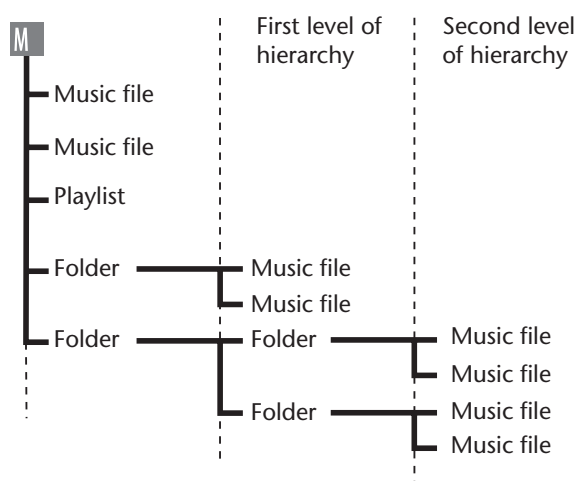 M
First level of
hierarchy
Second level
of hierarchy
Music file
Music file
Playlist
Folder
Music file
Music file
Folder
Folder
Music file
Music file
Folder
Music file
Music file